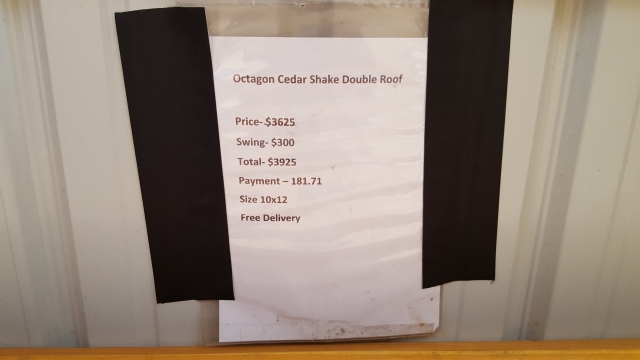 Octagon Cedar Shake Double Roof
Price- $3625
Swing- $300
Total- $3925
Payment – 181.71
Size 10x12
Free Delivery